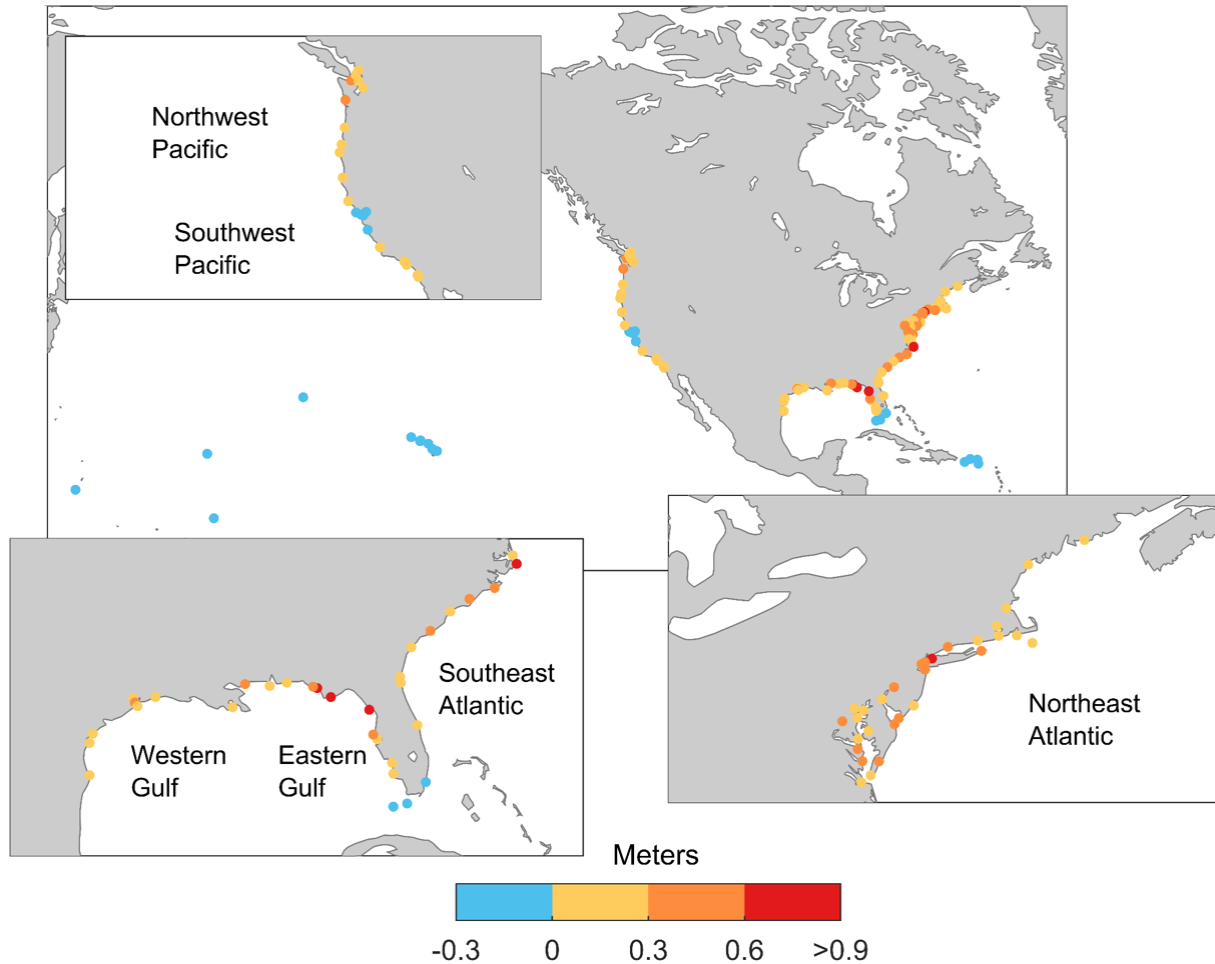 Northwest
Pacific
Southwest
Pacific
Southeast
Atlantic
Western
Gulf
Eastern
Gulf
Northeast
Atlantic
Meters
-0.3 0 0.3 0.6 >0.9